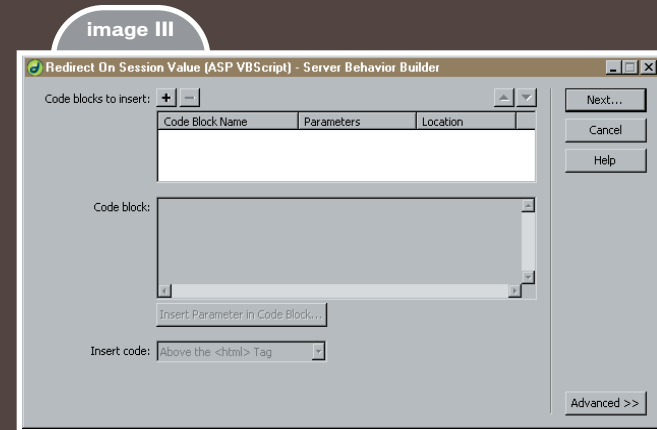 image III
Redirect On Session Value (ASP VBScript) - Server Behavior Builder
Code blocks to insert:
Code Block Name Parameters Location
Next...
Cancel
Help
Code block:
Insert Parameter in Code Block...
Insert code: Above the <html> Tag
Advanced >>